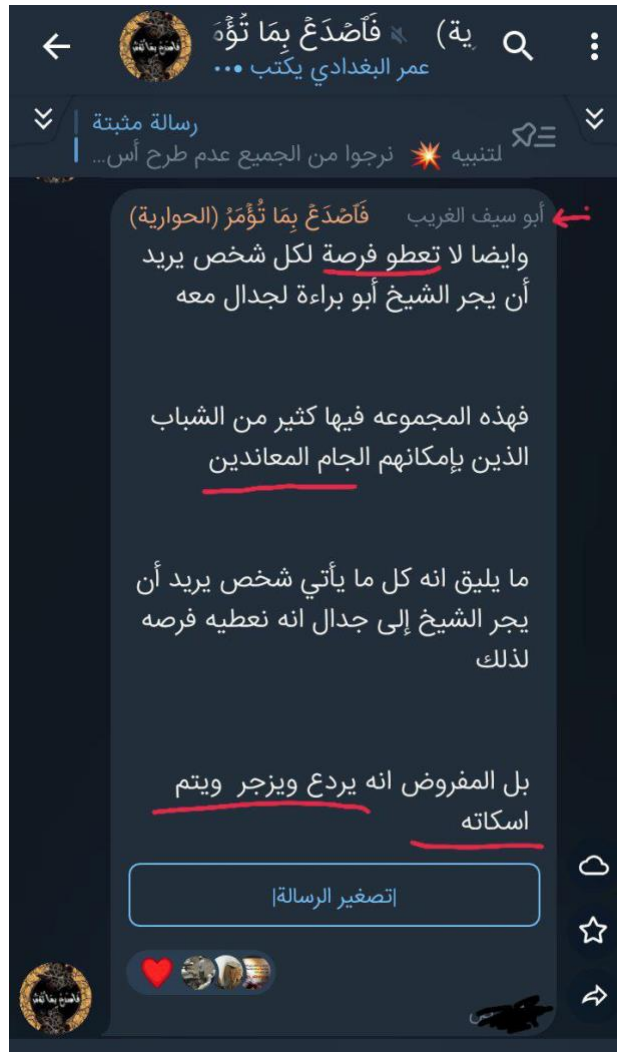 ية) فَٱصۡدَعۡ بِمَا تُؤۡمَ
عمر البغدادي يكتب
رسالة مثبتة
لتنبيه 💥 نرجوا من الجميع عدم طرح أس...
فَٱصۡدَعۡ بِمَا تُؤۡمَرُ (الحوارية) أبو سيف الغريب
وايضا لا تعطو فرصة لكل شخص يريد
أن يجر الشيخ أبو براءة لجدال معه
فهذه المجموعه فيها كثير من الشباب
الذين بإمكانهم الجام المعاندين
ما يليق انه كل ما يأتي شخص يريد أن
يجر الشيخ إلى جدال انه نعطيه فرصه
لذلك
بل المفروض انه يردع ويزجر ويتم
اسكاته
|تصغير الرسالة|